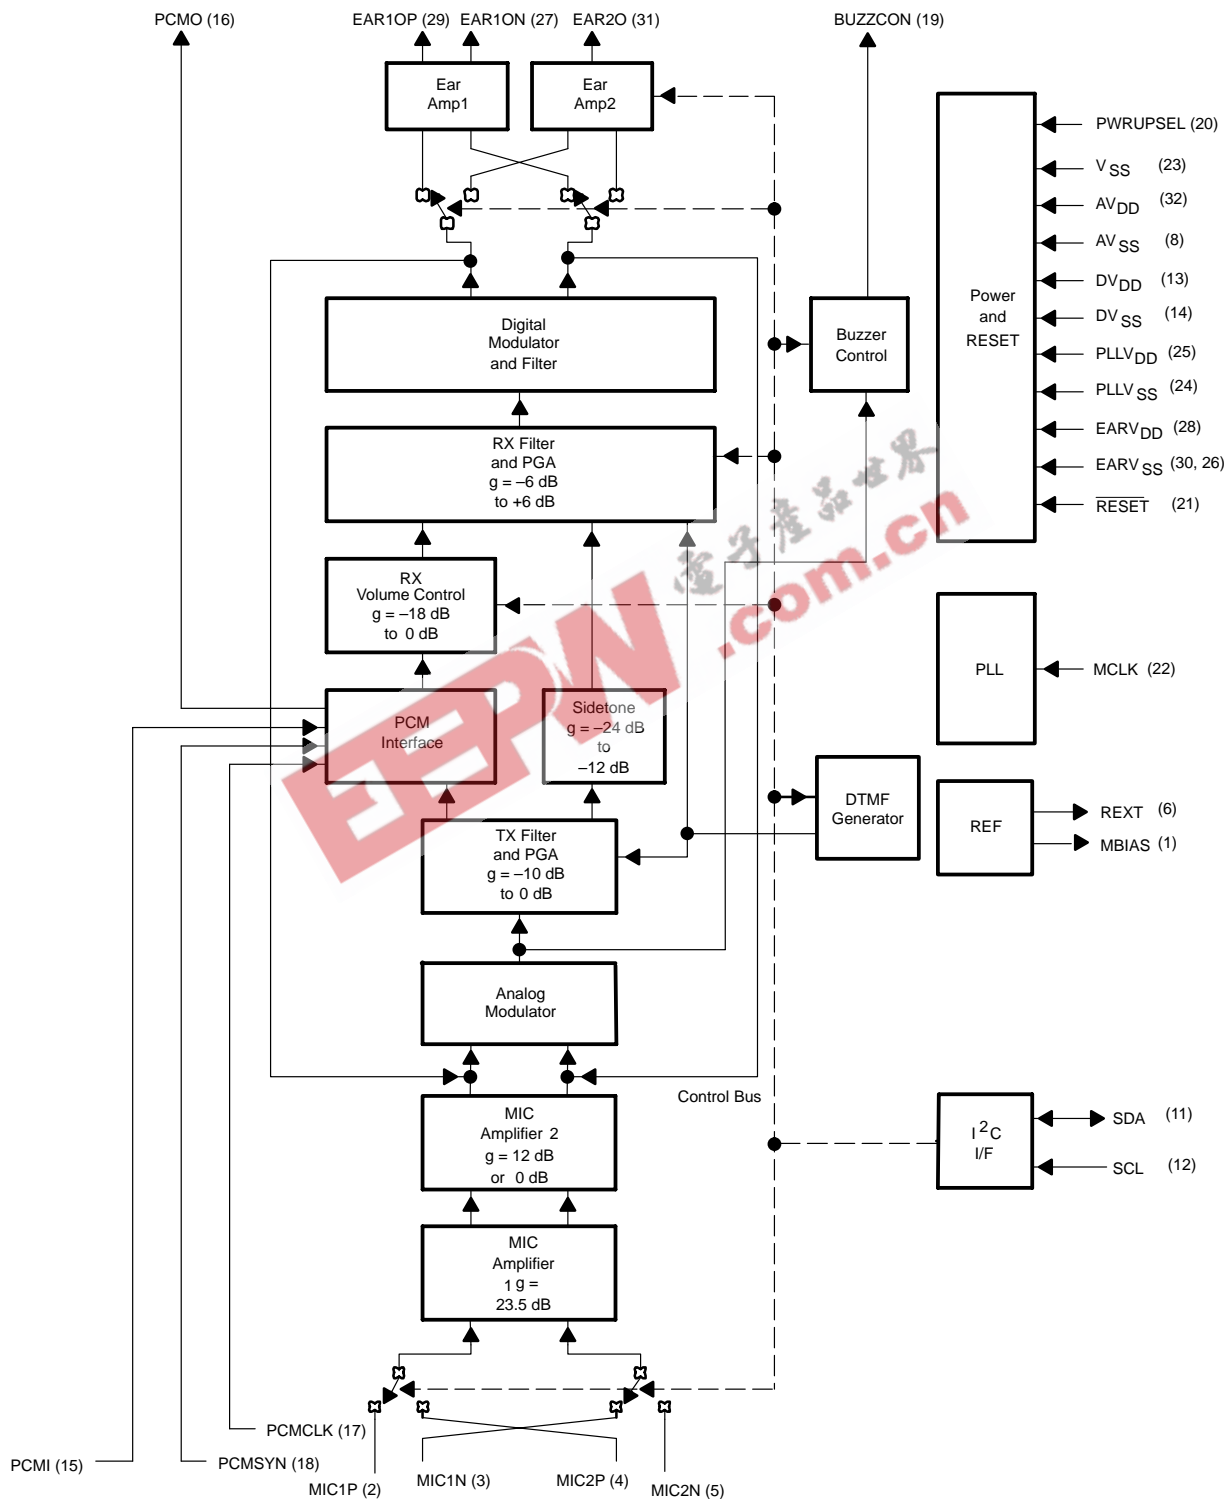 PCMO (16)
EAR1OP (29)
EAR1ON (27)
EAR2O (31)
BUZZCON (19)
Ear
Amp1
Ear
Amp2
Power
and
RESET
PWRUPSEL (20)
VSS (23)
AVDD (32)
AVSS (8)
DVDD (13)
DVSS (14)
PLLVDD (25)
PLLVSS (24)
EARVDD (28)
EARVSS (30, 26)
RESET (21)
Digital
Modulator
and Filter
Buzzer
Control
RX Filter
and PGA
g = –6 dB
to +6 dB
電子產品世界
.com.cn
EEPW
RX
Volume Control
g = –18 dB
to 0 dB
PLL
MCLK (22)
PCM
Interface
Sidetone
g = –24 dB
to
–12 dB
DTMF
Generator
REF
REXT (6)
MBIAS (1)
TX Filter
and PGA
g = –10 dB
to 0 dB
Analog
Modulator
Control Bus
MIC
Amplifier 2
g = 12 dB
or 0 dB
I2C
I/F
SDA (11)
SCL (12)
MIC
Amplifier
1 g =
23.5 dB
PCMCLK (17)
PCMI (15)
PCMSYN (18)
MIC1P (2)
MIC1N (3)
MIC2P (4)
MIC2N (5)